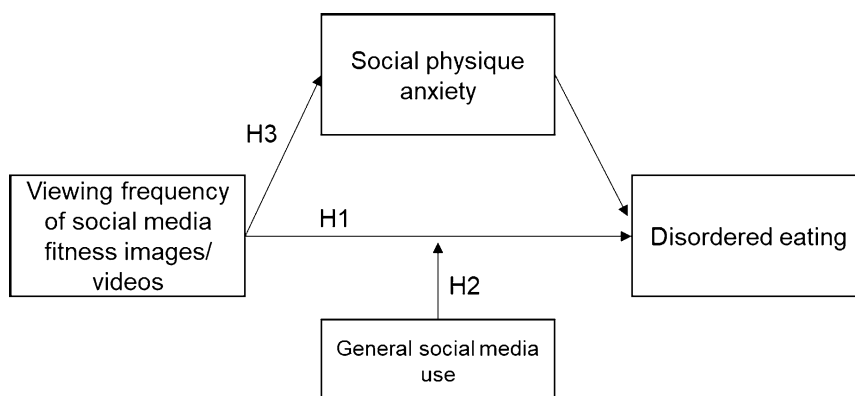 Social physique
anxiety
H3
Viewing frequency
of social media
fitness images/
videos
H1
Disordered eating
H2
General social media
use